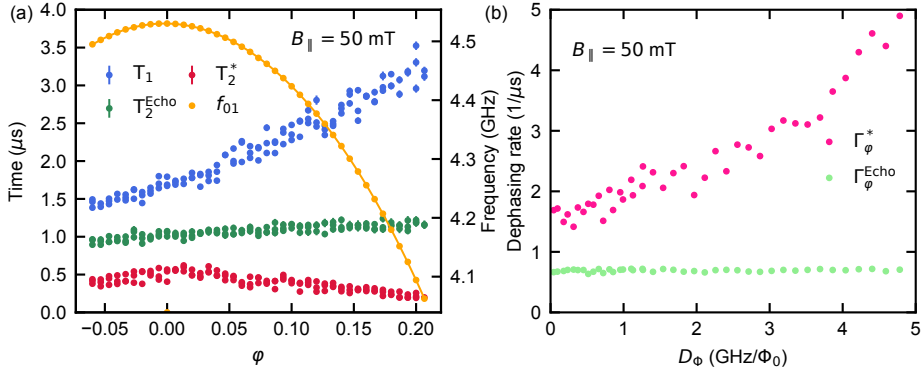 (a)
B∥ = 50 mT
T1
T2*
T2Echo
f01
Time (μs)
4.0
3.5
3.0
2.5
2.0
1.5
1.0
0.5
0.0
−0.05 0.00 0.05 0.10 0.15 0.20
φ
4.5
4.4
4.3
4.2
4.1
Frequency (GHz)
(b)
B∥ = 50 mT
Γφ*
ΓφEcho
Dephasing rate (1/μs)
5
4
3
2
1
0
0 1 2 3 4 5
DΦ (GHz/Φ0)